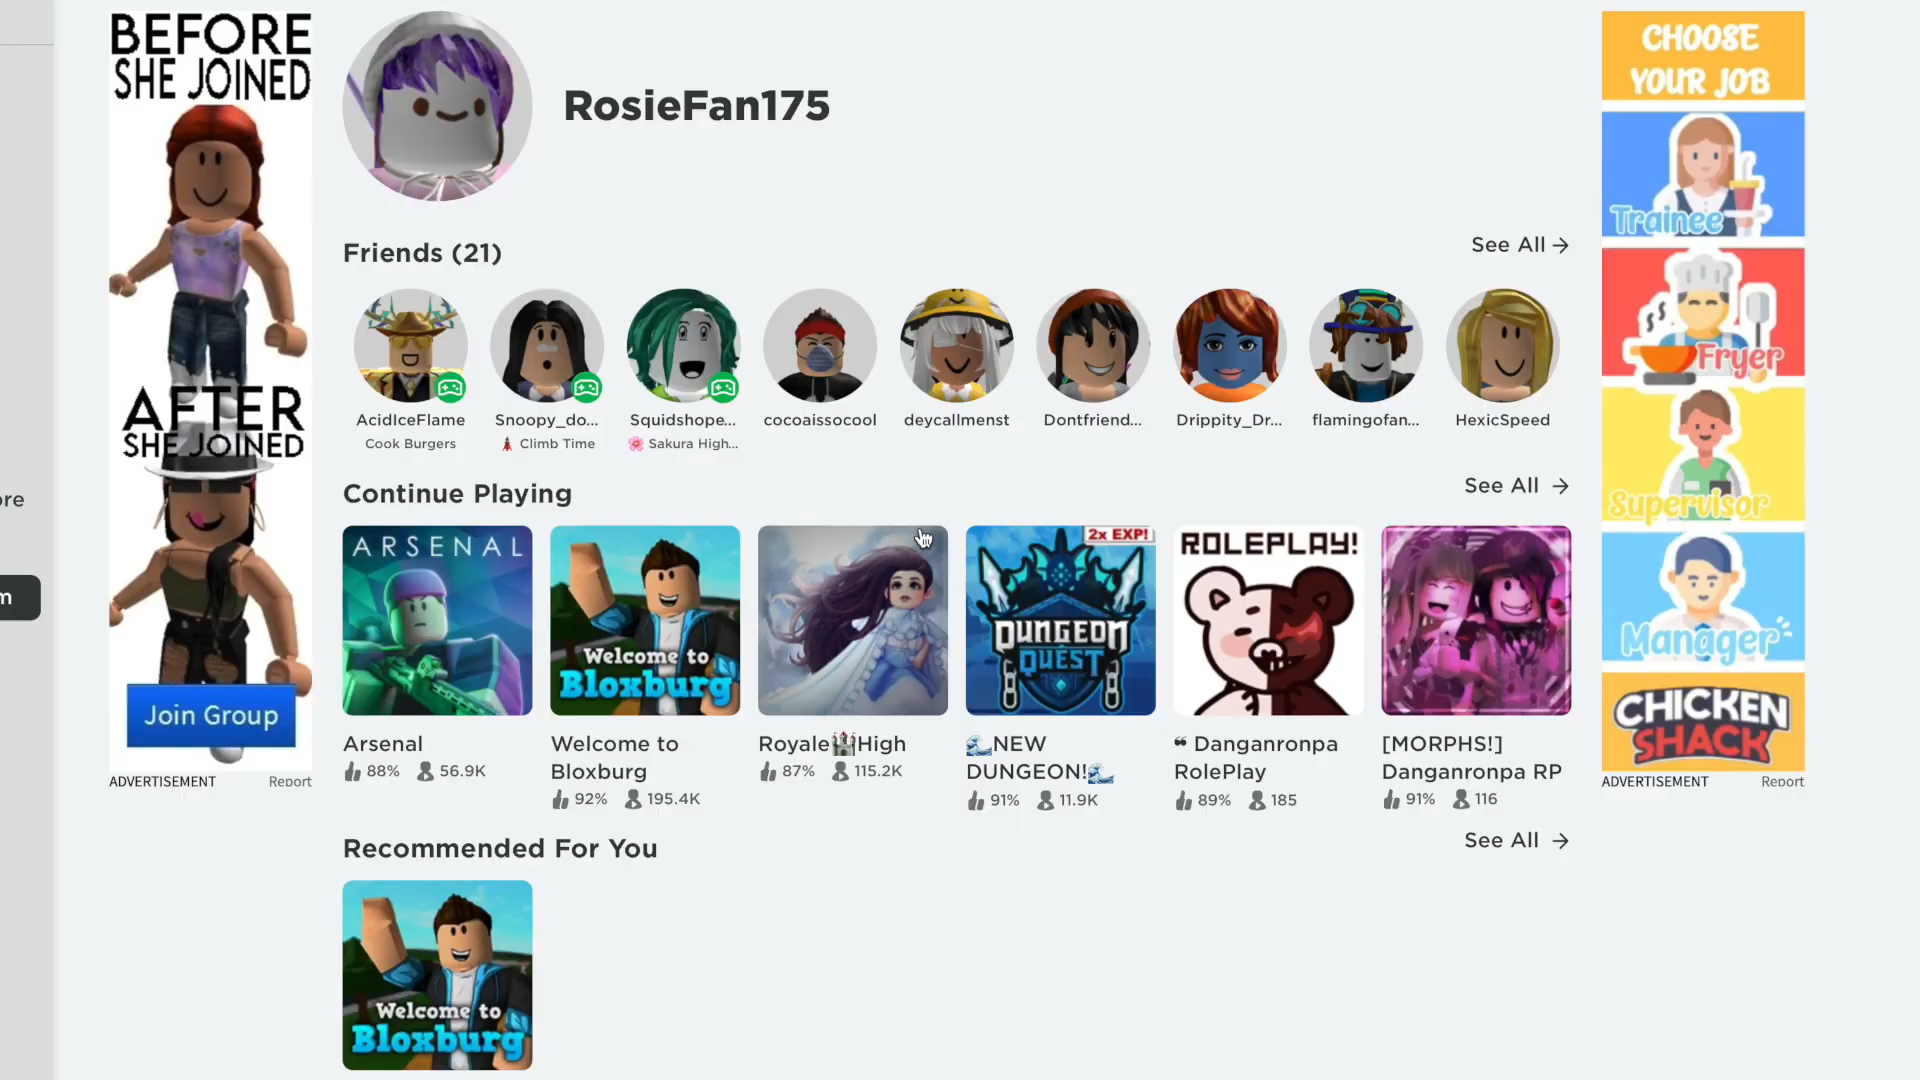 BEFORE
SHE JOINED
AFTER
SHE JOINED
Join Group
ADVERTISEMENT Report
RosieFan175
Friends (21)
See All →
AcidIceFlame
Cook Burgers
Snoopy_do...
Climb Time
Squidshope...
🌸 Sakura High...
cocoaissocool
deycallmenst
Dontfriend...
Drippity_Dr...
flamingofan...
HexicSpeed
Continue Playing
See All →
ARSENAL
Arsenal
88% 56.9K
Welcome to
Bloxburg
Welcome to
Bloxburg
92% 195.4K
Royale🏰High
87% 115.2K
2x EXP!
DUNGEON
QUEST
🌊NEW
DUNGEON!🌊
91% 11.9K
ROLEPLAY!
❝ Danganronpa
RolePlay
89% 185
[MORPHS!]
Danganronpa RP
91% 116
Recommended For You
See All →
Welcome to
Bloxburg
CHOOSE
YOUR JOB
Trainee
Fryer
Supervisor
Manager
CHICKEN
SHACK
ADVERTISEMENT Report